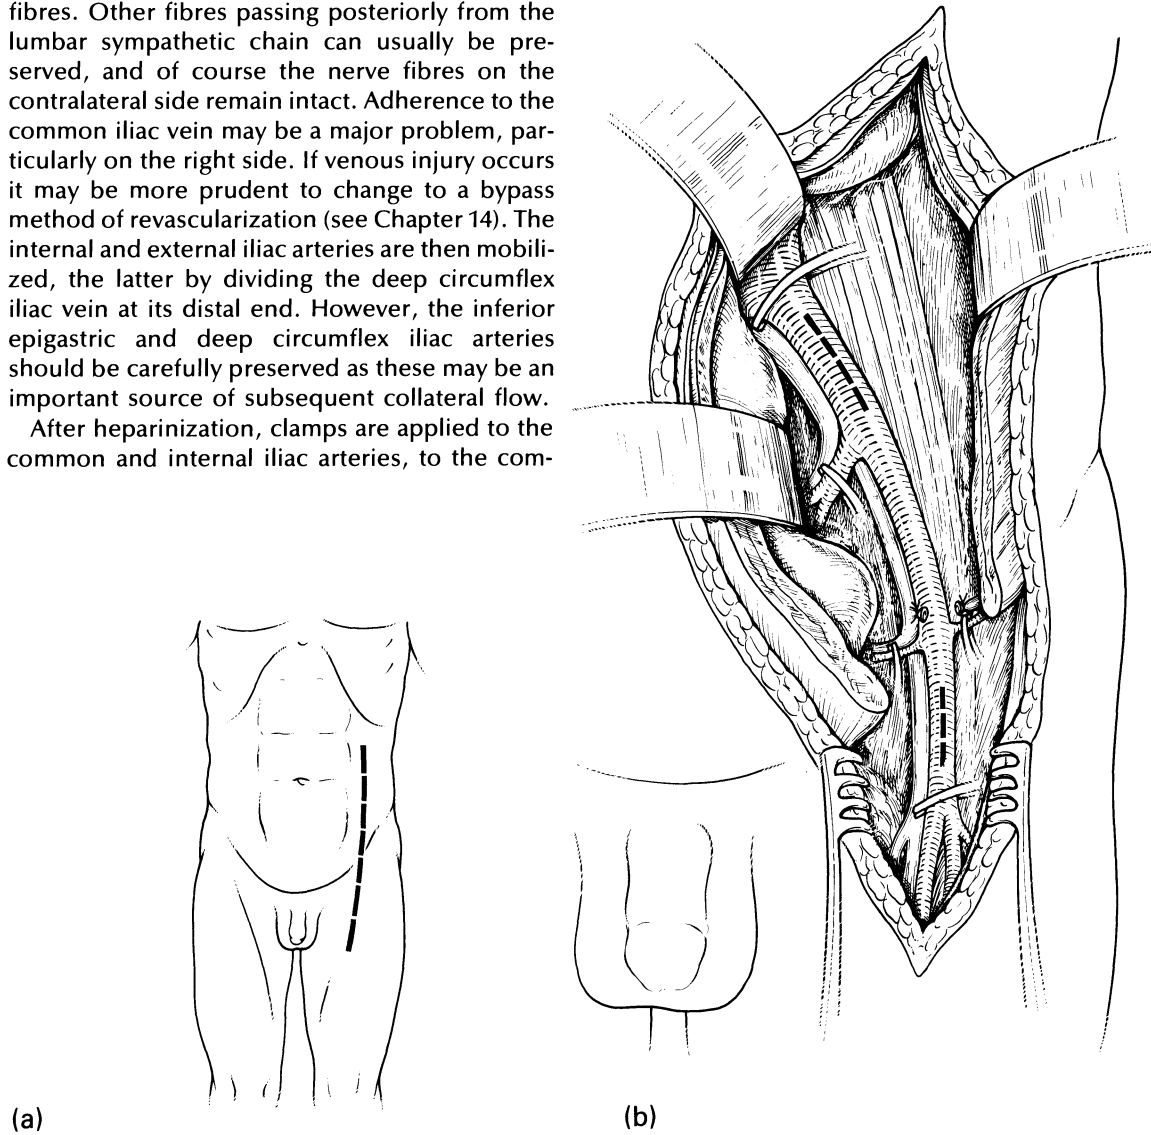 fibres. Other fibres passing posteriorly from the
lumbar sympathetic chain can usually be pre-
served, and of course the nerve fibres on the
contralateral side remain intact. Adherence to the
common iliac vein may be a major problem, par-
ticularly on the right side. If venous injury occurs
it may be more prudent to change to a bypass
method of revascularization (see Chapter 14). The
internal and external iliac arteries are then mobili-
zed, the latter by dividing the deep circumflex
iliac vein at its distal end. However, the inferior
epigastric and deep circumflex iliac arteries
should be carefully preserved as these may be an
important source of subsequent collateral flow.
After heparinization, clamps are applied to the
common and internal iliac arteries, to the com-
(a)
(b)